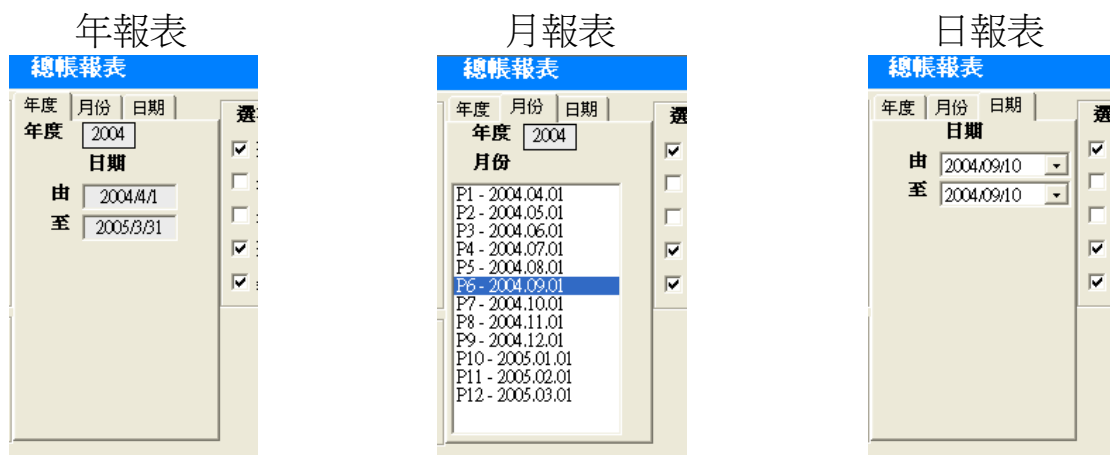 年報表
總帳報表
年度 月份 日期
年度 2004
日期
由 2004/4/1
至 2005/3/31
月報表
總帳報表
年度 月份 日期
年度 2004
月份
P1 - 2004.04.01
P2 - 2004.05.01
P3 - 2004.06.01
P4 - 2004.07.01
P5 - 2004.08.01
P6 - 2004.09.01
P7 - 2004.10.01
P8 - 2004.11.01
P9 - 2004.12.01
P10 - 2005.01.01
P11 - 2005.02.01
P12 - 2005.03.01
日報表
總帳報表
年度 月份 日期
日期
由 2004/09/10
至 2004/09/10